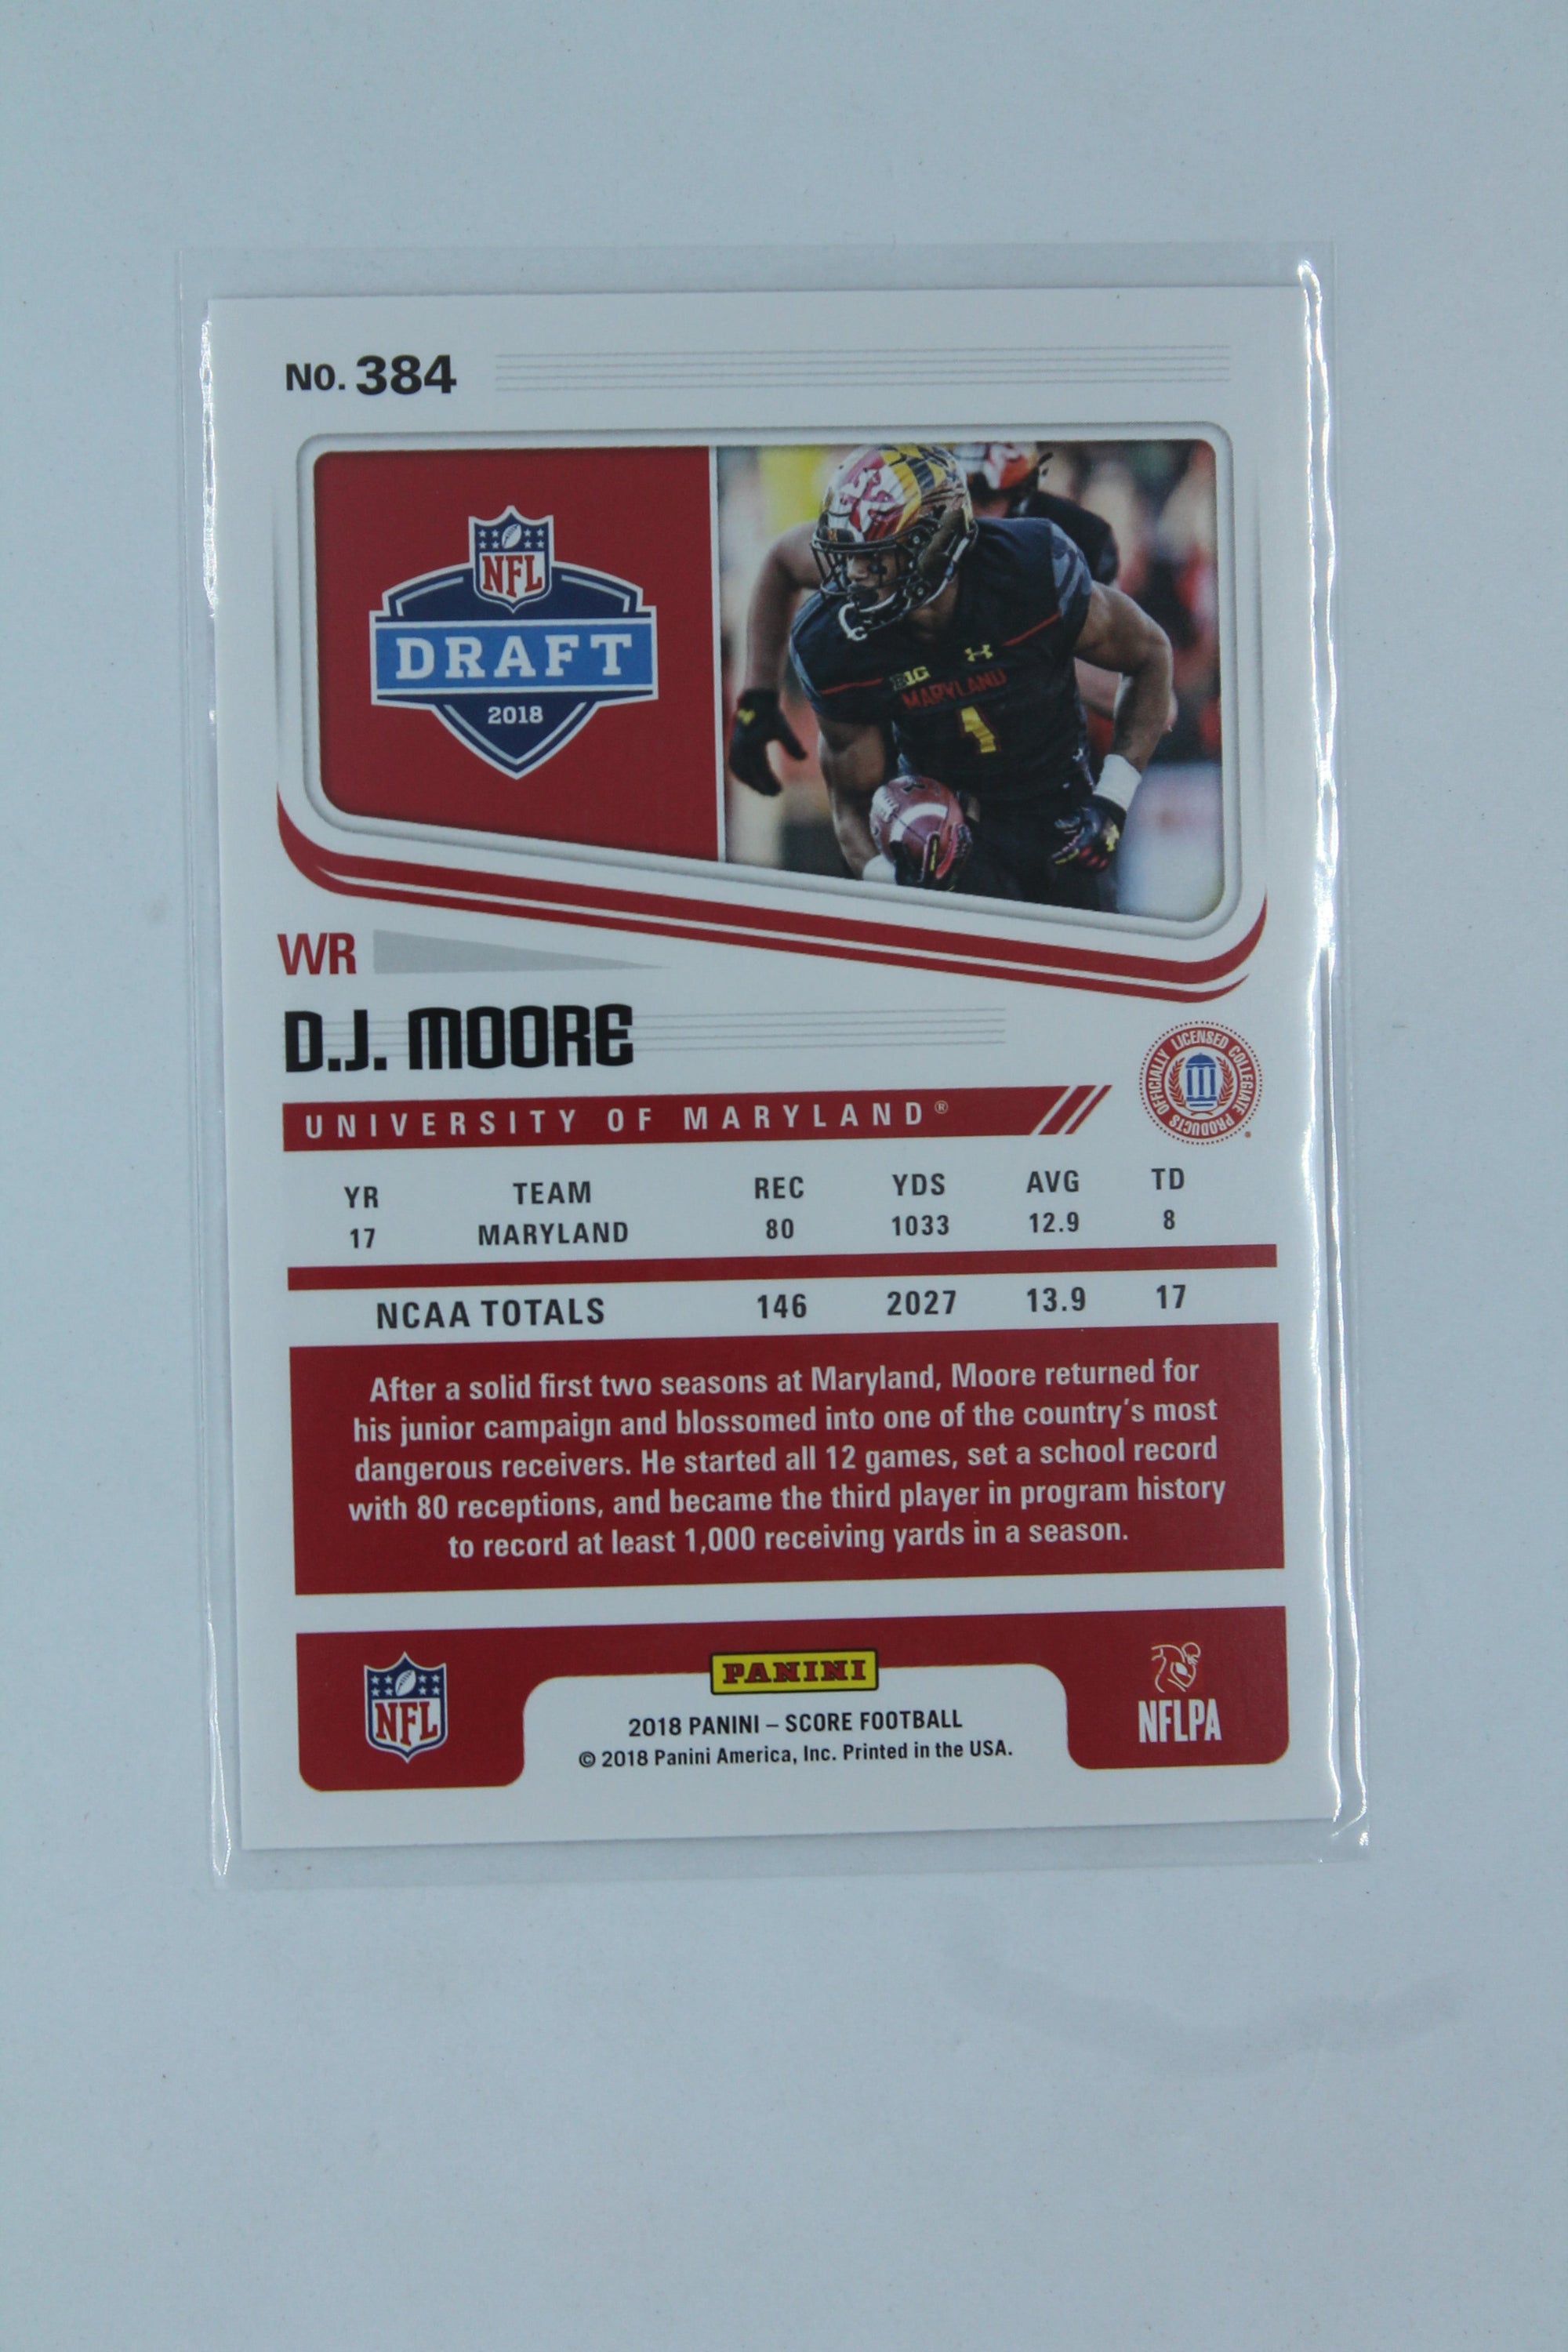 NO. 384
NFL
DRAFT
2018
B1G
MARYLAND
1
WR
D.J. MOORE
UNIVERSITY OF MARYLAND®
OFFICIALLY LICENSED COLLEGIATE PRODUCTS
YR TEAM REC YDS AVG TD
17 MARYLAND 80 1033 12.9 8
NCAA TOTALS 146 2027 13.9 17
After a solid first two seasons at Maryland, Moore returned for
his junior campaign and blossomed into one of the country's most
dangerous receivers. He started all 12 games, set a school record
with 80 receptions, and became the third player in program history
to record at least 1,000 receiving yards in a season.
NFL
PANINI
NFLPA
2018 PANINI – SCORE FOOTBALL
© 2018 Panini America, Inc. Printed in the USA.